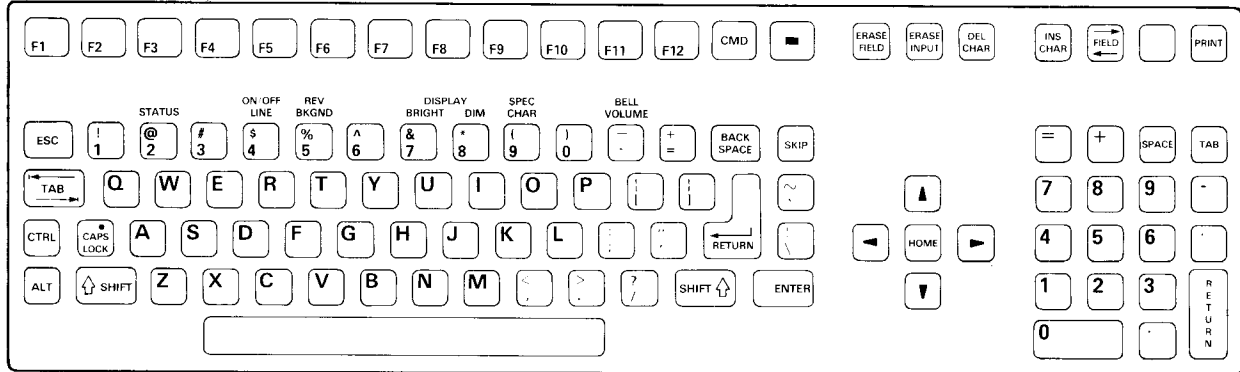 F1 F2 F3 F4 F5 F6 F7 F8 F9 F10 F11 F12 CMD ERASE FIELD ERASE INPUT DEL CHAR INS CHAR FIELD PRINT
STATUS ON/OFF LINE REV BKGND DISPLAY BRIGHT DIM SPEC CHAR BELL VOLUME
ESC ! 1 @ 2 # 3 $ 4 % 5 ^ 6 & 7 * 8 ( 9 ) 0 — - + = BACK SPACE SKIP = + SPACE TAB
TAB Q W E R T Y U I O P ~ 7 8 9 -
CTRL CAPS LOCK A S D F G H J K L RETURN \ HOME 4 5 6
ALT SHIFT Z X C V B N M < , > . ? / SHIFT ENTER 1 2 3 RETURN
0 .